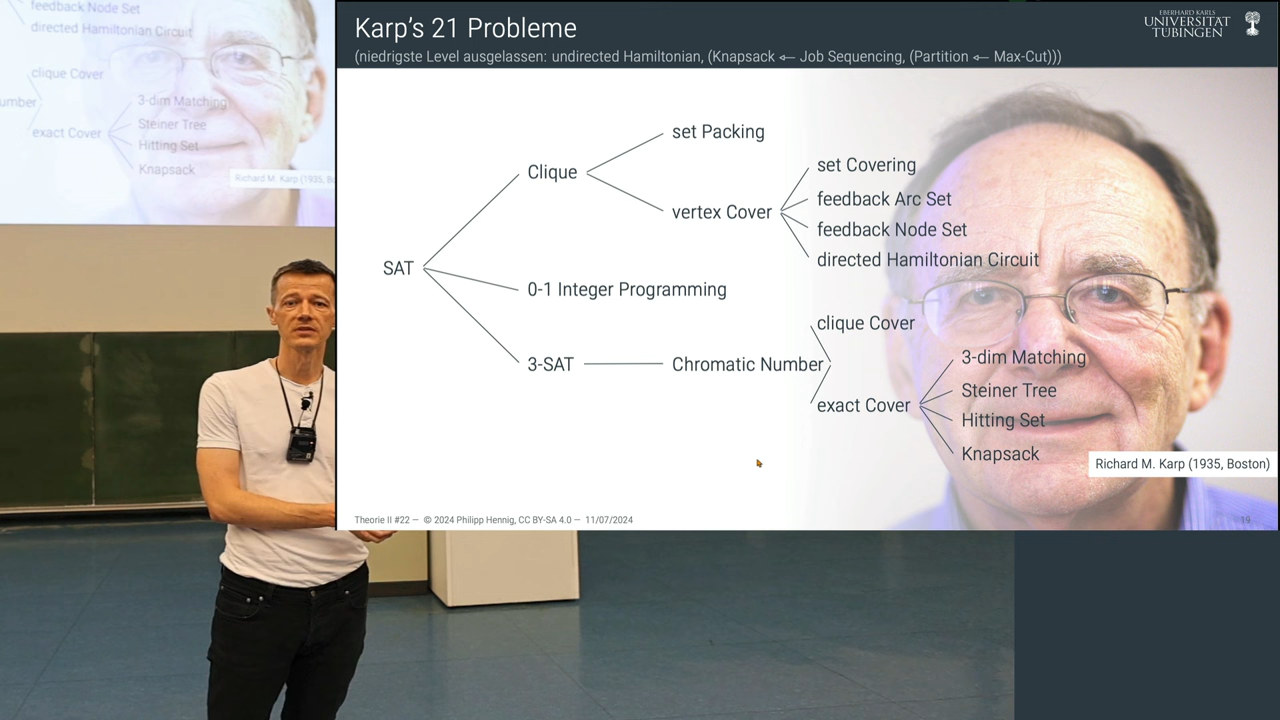 Karp's 21 Probleme
(niedrigste Level ausgelassen: undirected Hamiltonian, (Knapsack ← Job Sequencing, (Partition ← Max-Cut)))
EBERHARD KARLS
UNIVERSITÄT
TÜBINGEN
set Packing
Clique
vertex Cover
set Covering
feedback Arc Set
feedback Node Set
directed Hamiltonian Circuit
SAT
0-1 Integer Programming
3-SAT
Chromatic Number
clique Cover
exact Cover
3-dim Matching
Steiner Tree
Hitting Set
Knapsack
Richard M. Karp (1935, Boston)
Theorie II #22 — © 2024 Philipp Hennig, CC BY-SA 4.0 — 11/07/2024
19
feedback Node Set
directed Hamiltonian Circuit
clique Cover
exact Cover
3-dim Matching
Steiner Tree
Hitting Set
Knapsack
Richard M. Karp (1935,